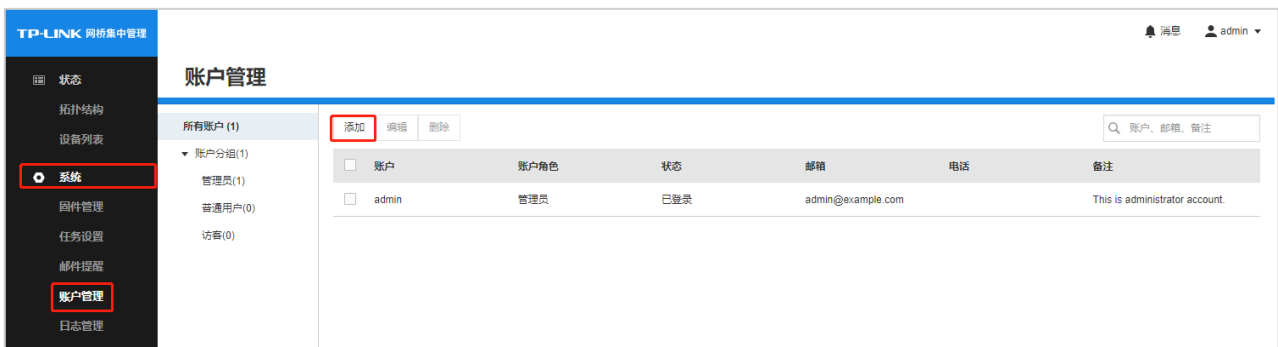 TP-LINK 网桥集中管理
消息 admin
状态
拓扑结构
设备列表
系统
固件管理
任务设置
邮件提醒
账户管理
日志管理
账户管理
所有账户 (1)
账户分组(1)
管理员(1)
普通用户(0)
访客(0)
添加 编辑 删除
账户、邮箱、备注
账户 账户角色 状态 邮箱 电话 备注
admin 管理员 已登录 admin@example.com This is administrator account.